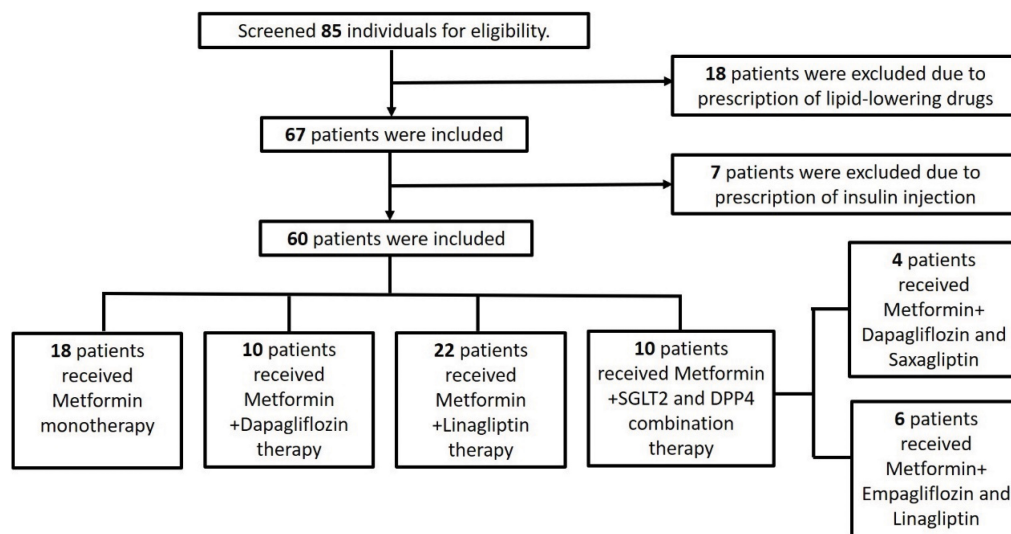 Screened 85 individuals for eligibility.
18 patients were excluded due to
prescription of lipid-lowering drugs
67 patients were included
7 patients were excluded due to
prescription of insulin injection
60 patients were included
18 patients
received
Metformin
monotherapy
10 patients
received
Metformin
+Dapagliflozin
therapy
22 patients
received
Metformin
+Linagliptin
therapy
10 patients
received Metformin
+SGLT2 and DPP4
combination
therapy
4 patients
received
Metformin+
Dapagliflozin and
Saxagliptin
6 patients
received
Metformin+
Empagliflozin and
Linagliptin